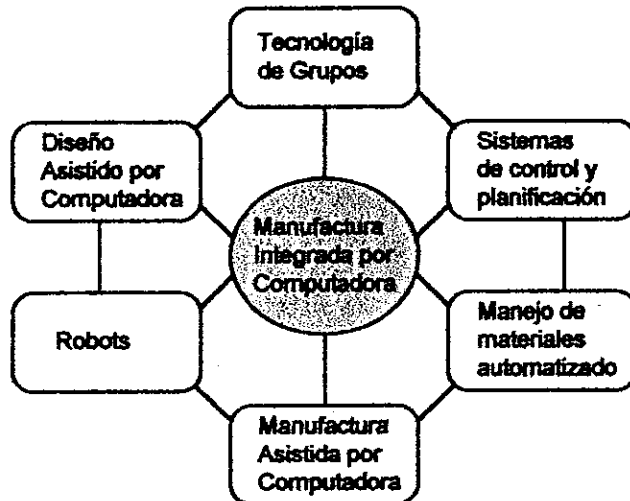 Tecnología
de Grupos
Diseño
Asistido por
Computadora
Sistemas
de control y
planificación
Manufactura
Integrada por
Computadora
Robots
Manejo de
materiales
automatizado
Manufactura
Asistida por
Computadora